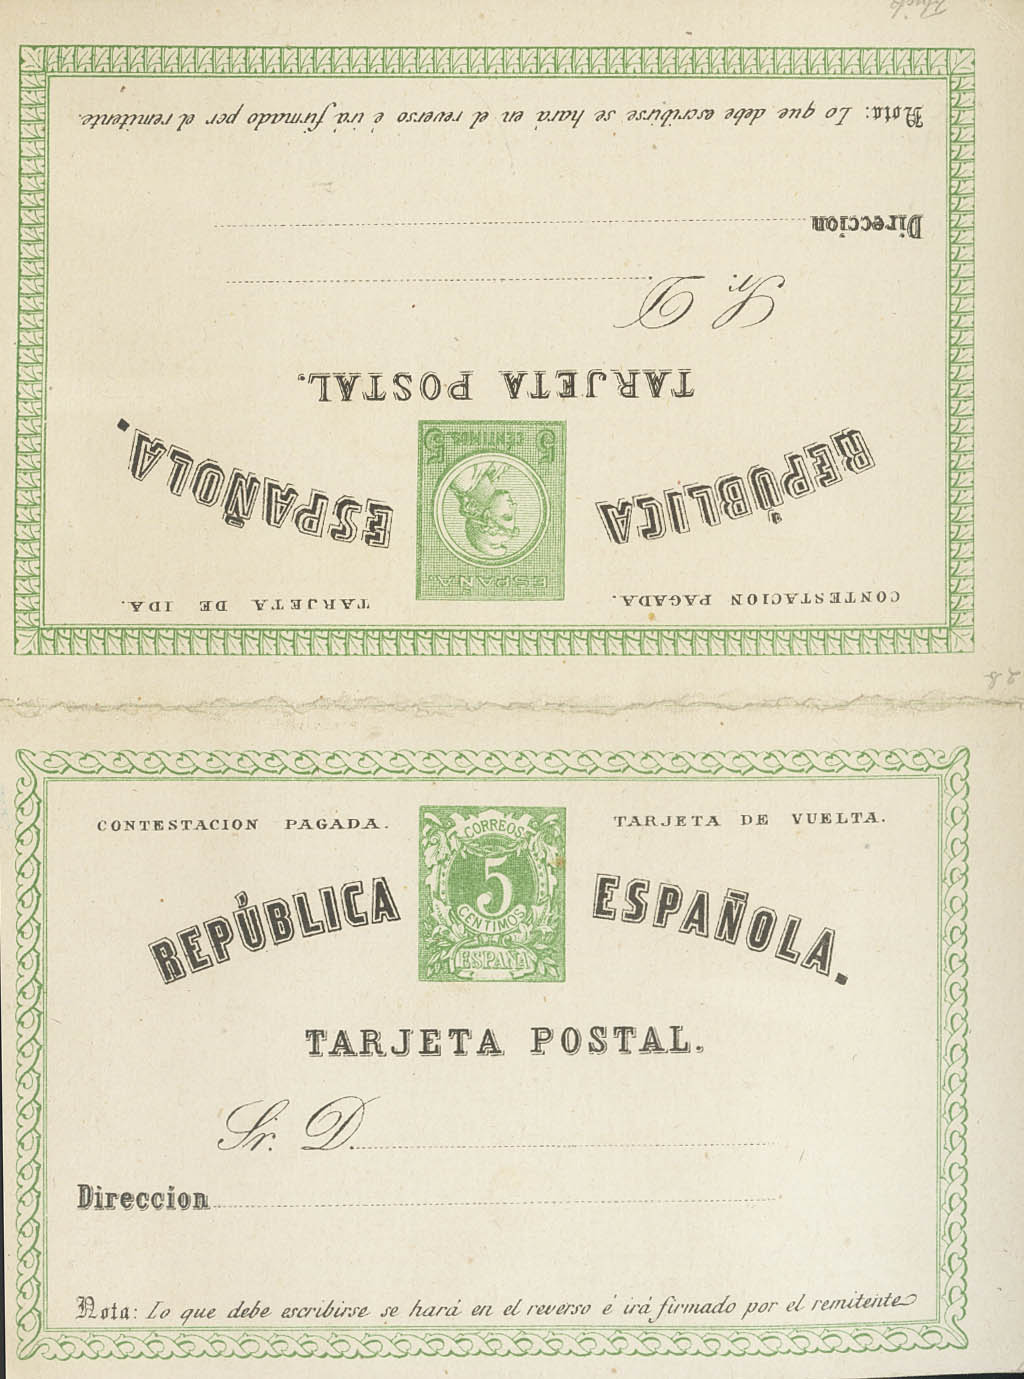 CONTESTACION PAGADA.
TARJETA DE IDA.
ESPAÑA.
5 CÉNTIMOS. 5
REPÚBLICA ESPAÑOLA.
TARJETA POSTAL.
Sr. D.
Direccion
Nota: Lo que debe escribirse se hará en el reverso é irá firmado por el remitente.
28
CONTESTACION PAGADA.
TARJETA DE VUELTA.
CORREOS
5
CENTIMOS
DE
ESPAÑA
REPÚBLICA ESPAÑOLA.
TARJETA POSTAL.
Sr. D.
Direccion
Nota: Lo que debe escribirse se hará en el reverso é irá firmado por el remitente